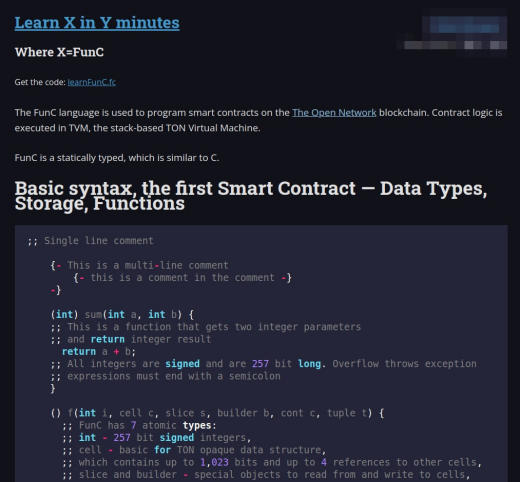 Learn X in Y minutes
Where X=FunC
Get the code: learnFunC.fc
The FunC language is used to program smart contracts on the The Open Network blockchain. Contract logic is
executed in TVM, the stack-based TON Virtual Machine.
FunC is a statically typed, which is similar to C.
Basic syntax, the first Smart Contract — Data Types,
Storage, Functions
;; Single line comment
{- This is a multi-line comment
{- this is a comment in the comment -}
-}
(int) sum(int a, int b) {
;; This is a function that gets two integer parameters
;; and return integer result
return a + b;
;; All integers are signed and are 257 bit long. Overflow throws exception
;; expressions must end with a semicolon
}
() f(int i, cell c, slice s, builder b, cont c, tuple t) {
;; FunC has 7 atomic types:
;; int - 257 bit signed integers,
;; cell - basic for TON opaque data structure,
;; which contains up to 1,023 bits and up to 4 references to other cells,
;; slice and builder - special objects to read from and write to cells,